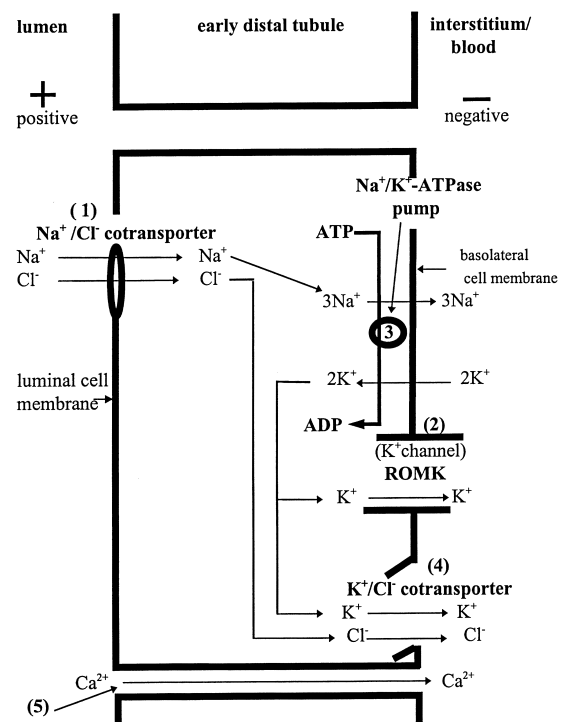 lumen
early distal tubule
interstitium/
blood
+
positive
−
negative
Na⁺/K⁺-ATPase
pump
(1)
Na⁺/Cl⁻ cotransporter
ATP
Na⁺
Na⁺
basolateral
cell membrane
Cl⁻
Cl⁻
3Na⁺
3Na⁺
3
luminal cell
membrane
2K⁺
2K⁺
ADP
(2)
(K⁺channel)
ROMK
K⁺
K⁺
(4)
K⁺/Cl⁻ cotransporter
K⁺
K⁺
Cl⁻
Cl⁻
Ca²⁺
Ca²⁺
(5)